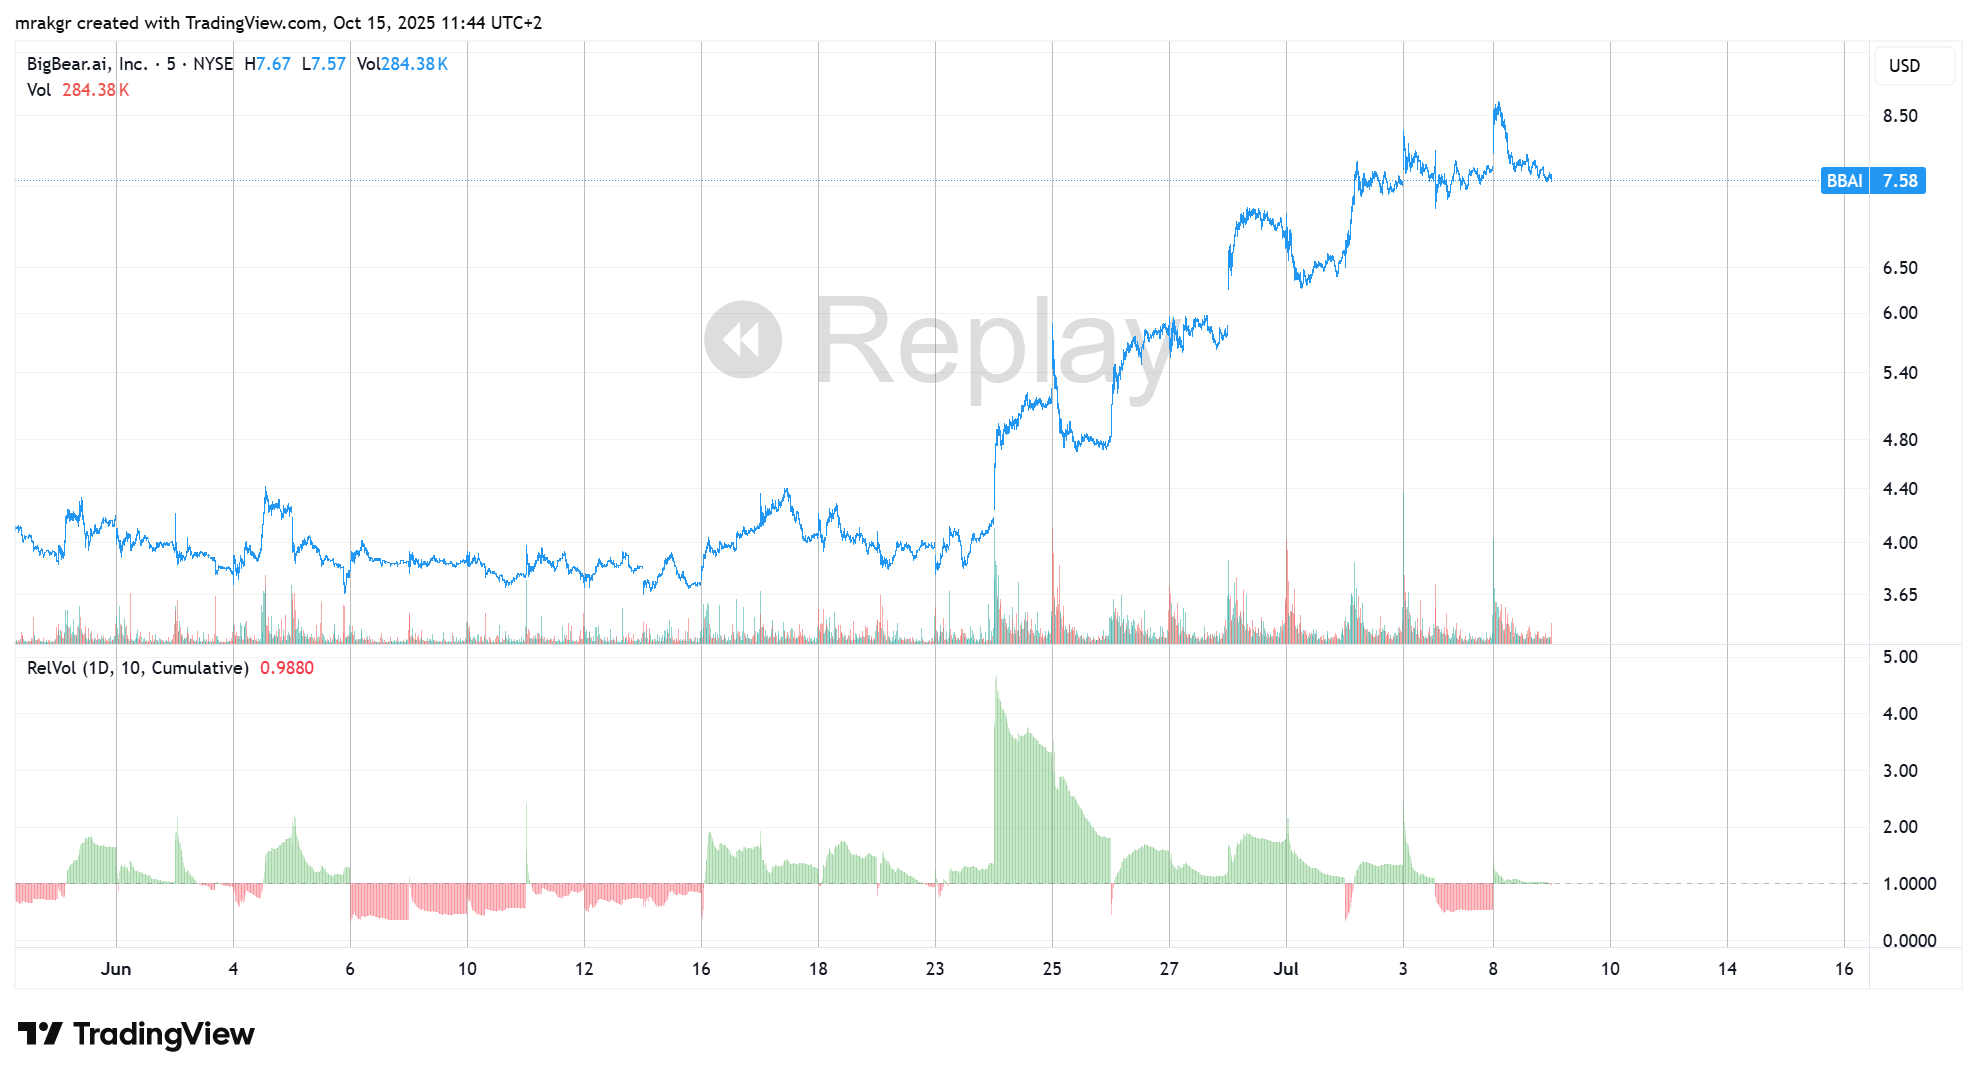 mrakgr created with TradingView.com, Oct 15, 2025 11:44 UTC+2
BigBear.ai, Inc. · 5 · NYSE H7.67 L7.57 Vol284.38K
Vol 284.38K
USD
8.50
BBAI 7.58
6.50
6.00
5.40
4.80
4.40
4.00
3.65
Replay
RelVol (1D, 10, Cumulative) 0.9880
5.00
4.00
3.00
2.00
1.0000
0.0000
Jun 4 6 10 12 16 18 23 25 27 Jul 3 8 10 14 16
TradingView